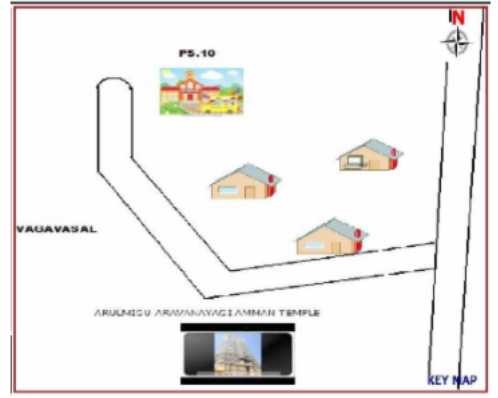 N
PS.10
VAGAVASAL
ARULMIGU ARAVANAYAGI AMMAN TEMPLE
KEY MAP